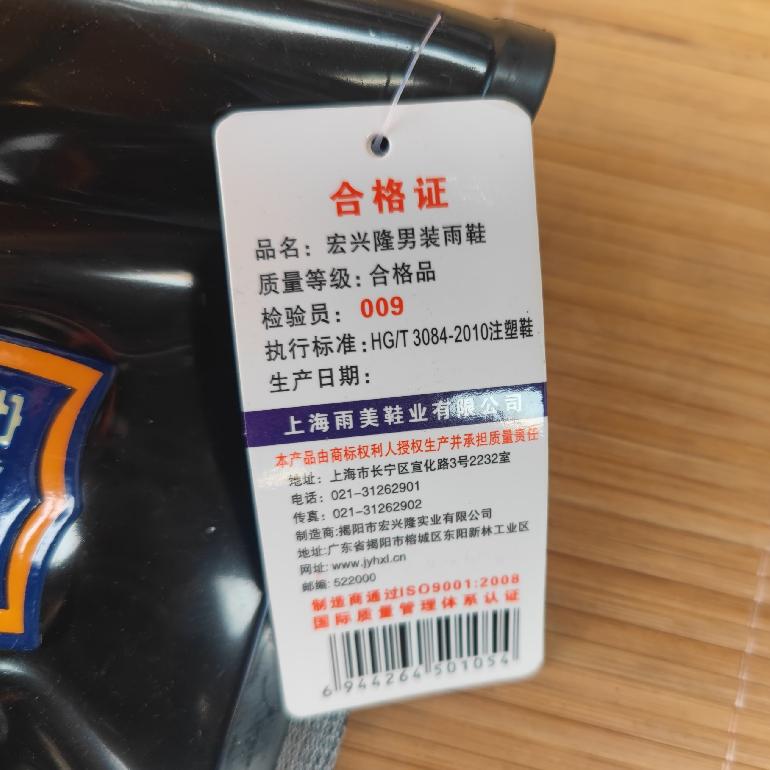 合格证
品名：宏兴隆男装雨鞋
质量等级：合格品
检验员：009
执行标准：HG/T 3084-2010注塑鞋
生产日期：
上海雨美鞋业有限公司
本产品由商标权利人授权生产并承担质量责任
地址：上海市长宁区宣化路3号2232室
电话：021-31262901
传真：021-31262902
制造商:揭阳市宏兴隆实业有限公司
地址:广东省揭阳市榕城区东阳新林工业区
网址:www.jyhxl.cn
邮编:522000
制造商通过ISO9001:2008
国际质量管理体系认证
6 944264 501054